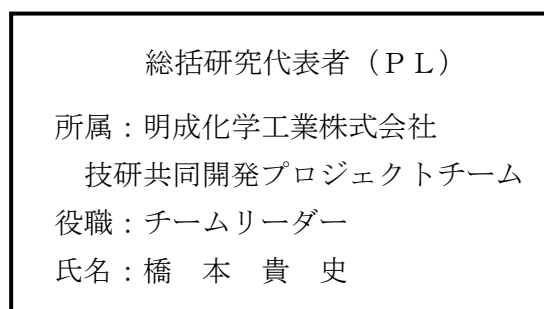 総括研究代表者（ＰＬ）
所属：明成化学工業株式会社
技研共同開発プロジェクトチーム
役職：チームリーダー
氏名：橋　本　貴　史